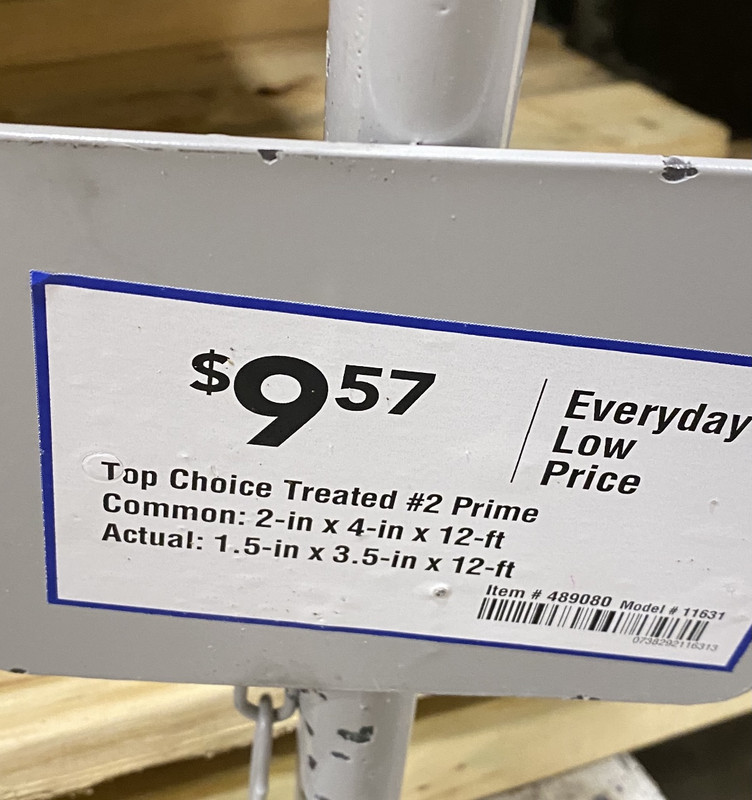 $9 57
Everyday
Low
Price
Top Choice Treated #2 Prime
Common: 2-in x 4-in x 12-ft
Actual: 1.5-in x 3.5-in x 12-ft
Item # 489080 Model # 11631
0738292116313